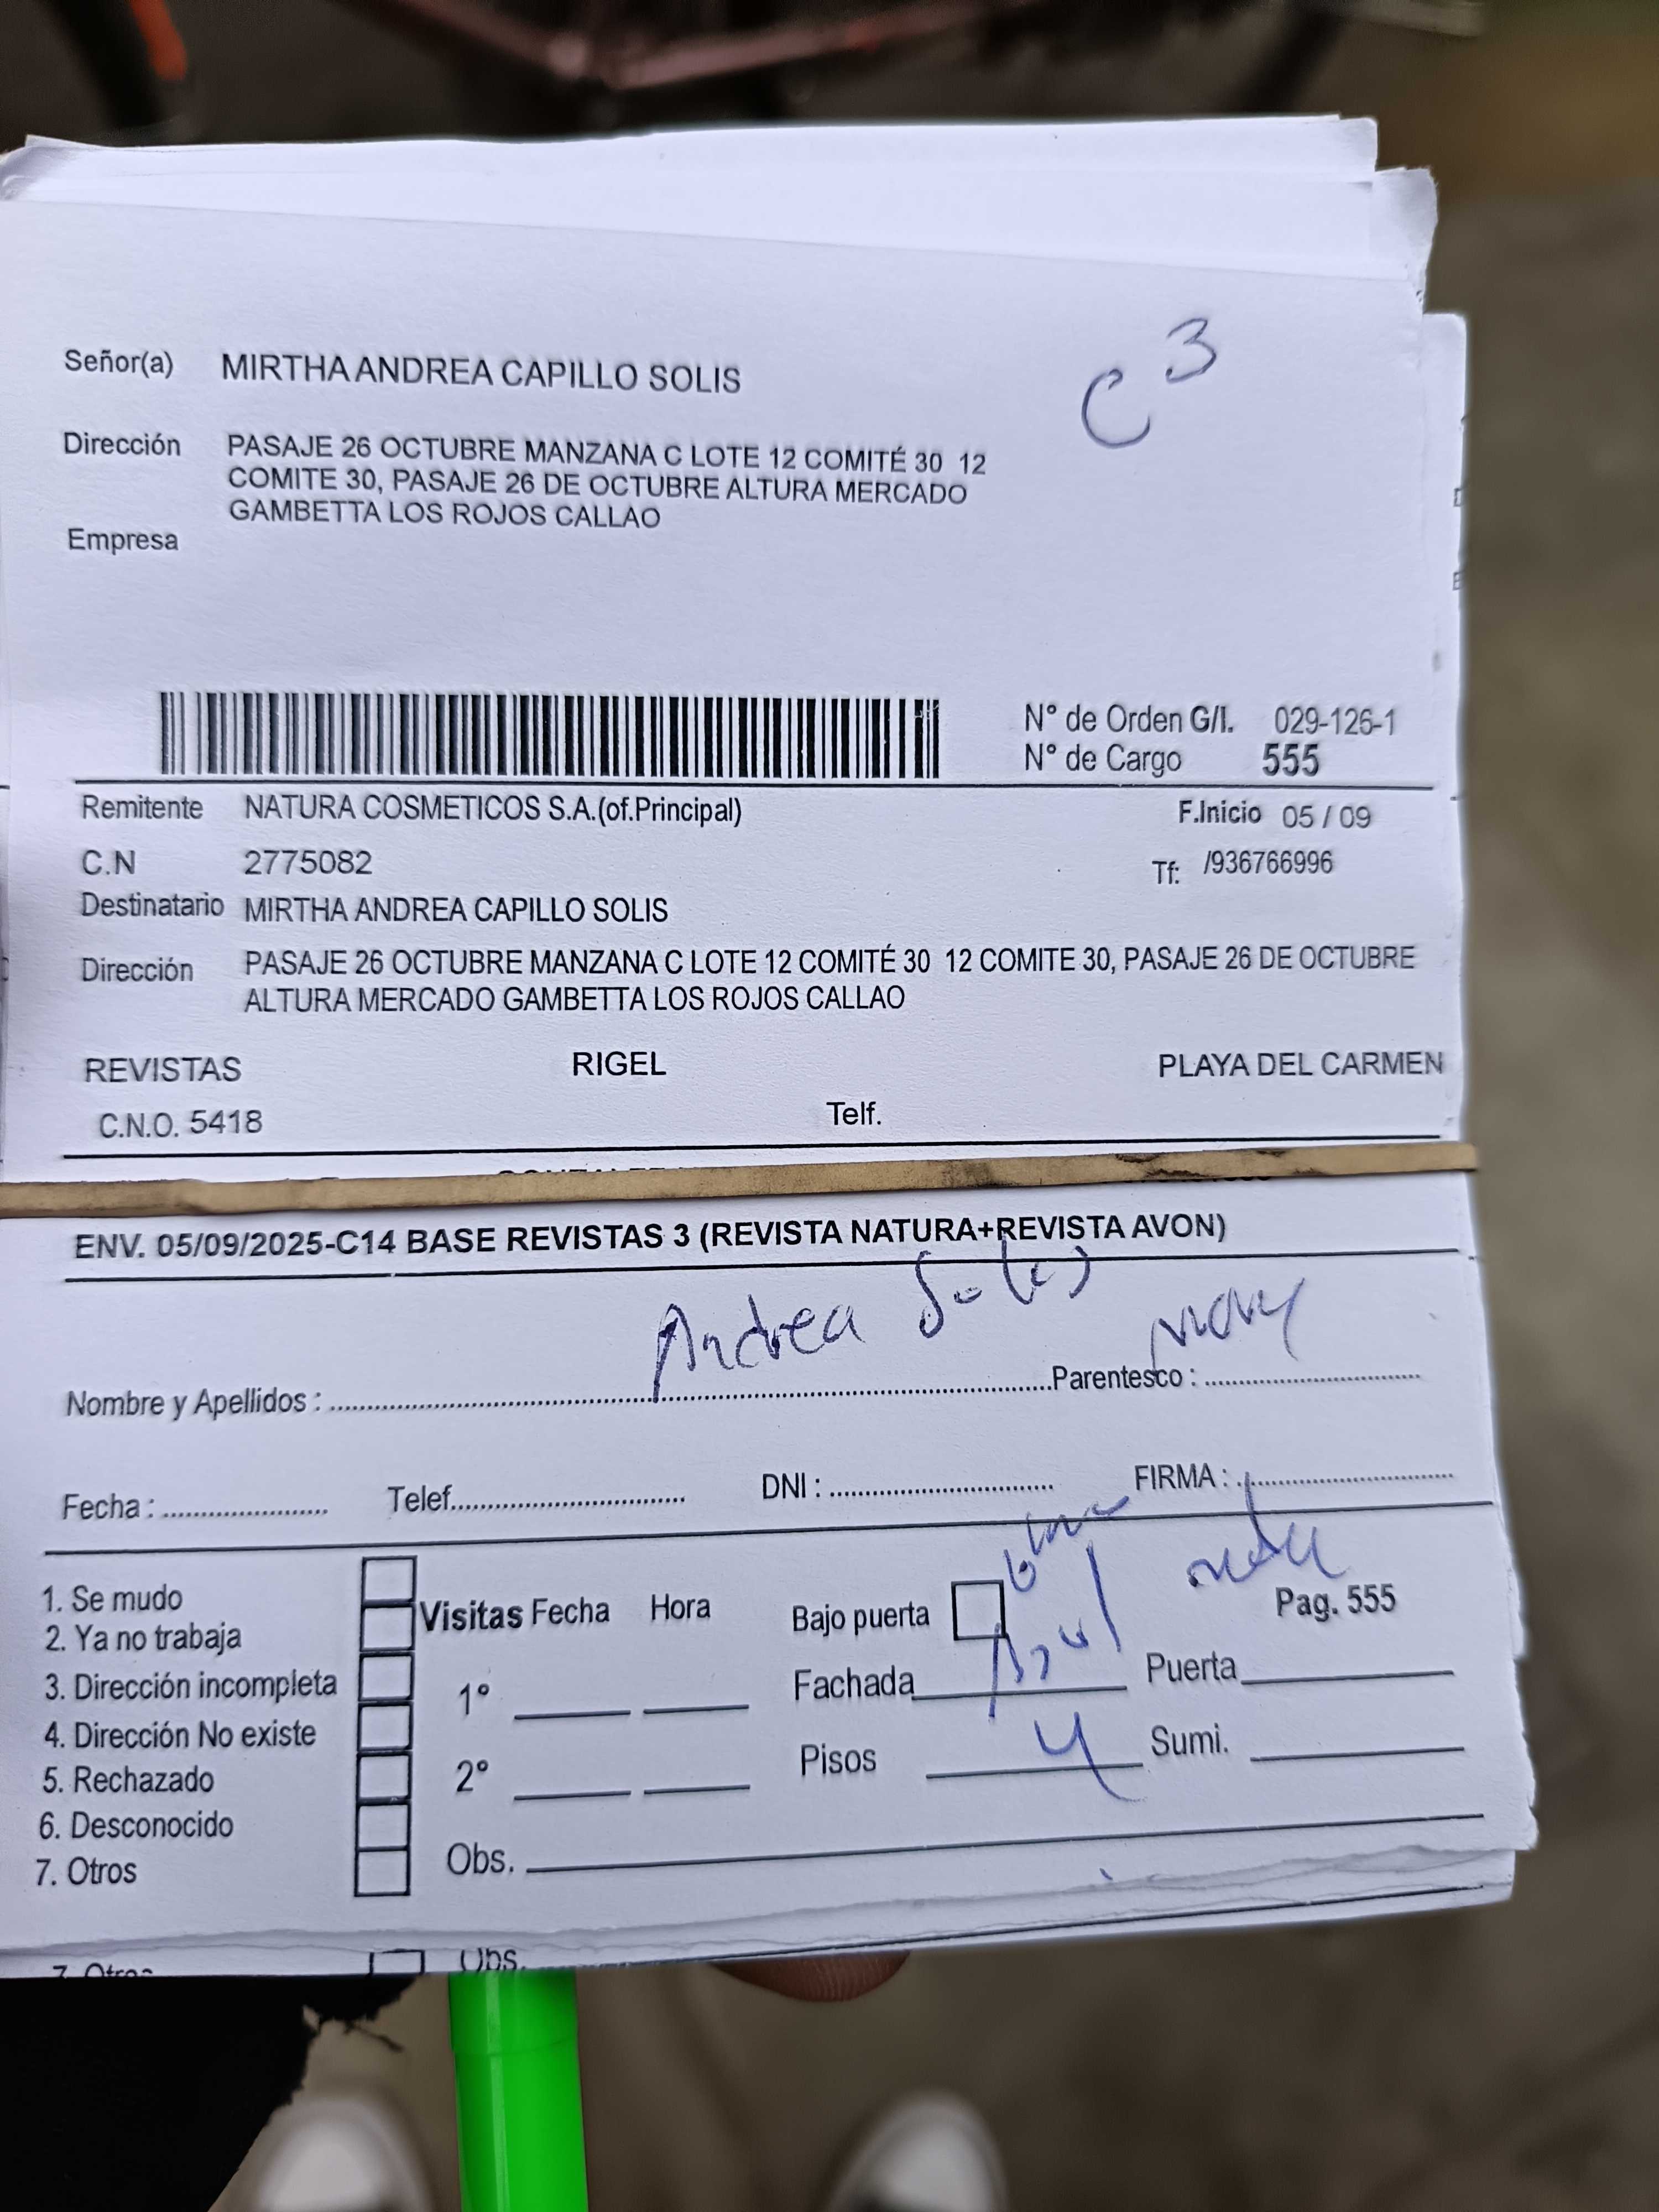 C 3
Señor(a) MIRTHA ANDREA CAPILLO SOLIS
Dirección PASAJE 26 OCTUBRE MANZANA C LOTE 12 COMITÉ 30 12
COMITE 30, PASAJE 26 DE OCTUBRE ALTURA MERCADO
GAMBETTA LOS ROJOS CALLAO
Empresa
N° de Orden G/I. 029-126-1
N° de Cargo 555
Remitente NATURA COSMETICOS S.A.(of.Principal) F.Inicio 05 / 09
C.N 2775082 Tf: /936766996
Destinatario MIRTHA ANDREA CAPILLO SOLIS
Dirección PASAJE 26 OCTUBRE MANZANA C LOTE 12 COMITÉ 30 12 COMITE 30, PASAJE 26 DE OCTUBRE
ALTURA MERCADO GAMBETTA LOS ROJOS CALLAO
REVISTAS RIGEL PLAYA DEL CARMEN
C.N.O. 5418 Telf.
ENV. 05/09/2025-C14 BASE REVISTAS 3 (REVISTA NATURA+REVISTA AVON)
Andrea Solis
Nombre y Apellidos : Parentesco :
Fecha : Telef. DNI : FIRMA :
1. Se mudo
2. Ya no trabaja
3. Dirección incompleta
4. Dirección No existe
5. Rechazado
6. Desconocido
7. Otros
Visitas Fecha Hora
1°
2°
Obs.
Bajo puerta Pag. 555
Fachada Azul Puerta
Pisos 4 Sumi.
7. Otros Obs.